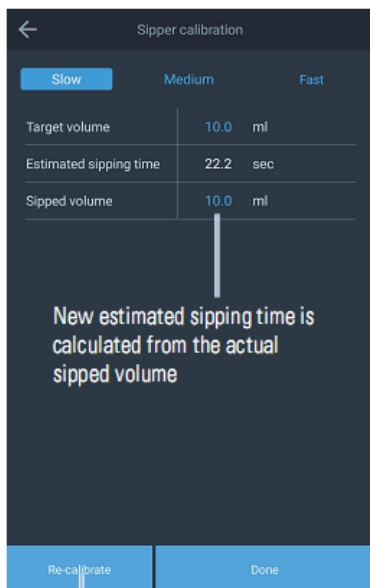 Sipper calibration
Slow Medium Fast
Target volume 10.0 ml
Estimated sipping time 22.2 sec
Sipped volume 10.0 ml
New estimated sipping time is
calculated from the actual
sipped volume
Re-calibrate Done